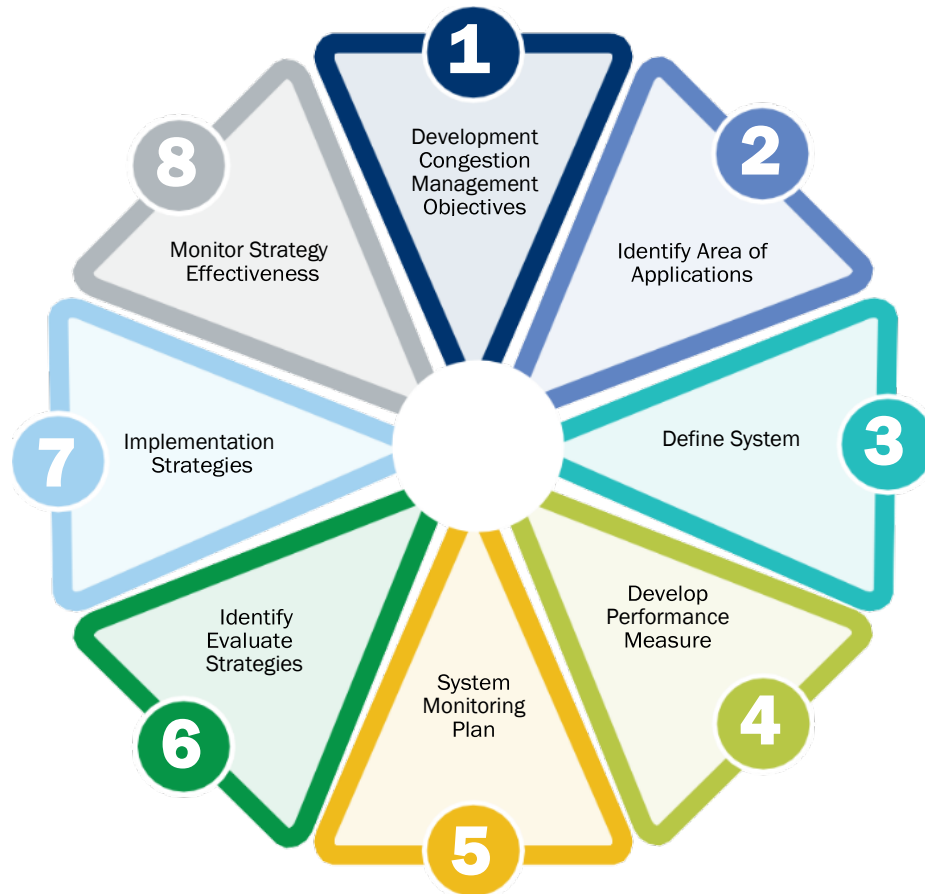 1
Development
Congestion
Management
Objectives
2
Identify Area of
Applications
3
Define System
4
Develop
Performance
Measure
5
System
Monitoring
Plan
6
Identify
Evaluate
Strategies
7
Implementation
Strategies
8
Monitor Strategy
Effectiveness